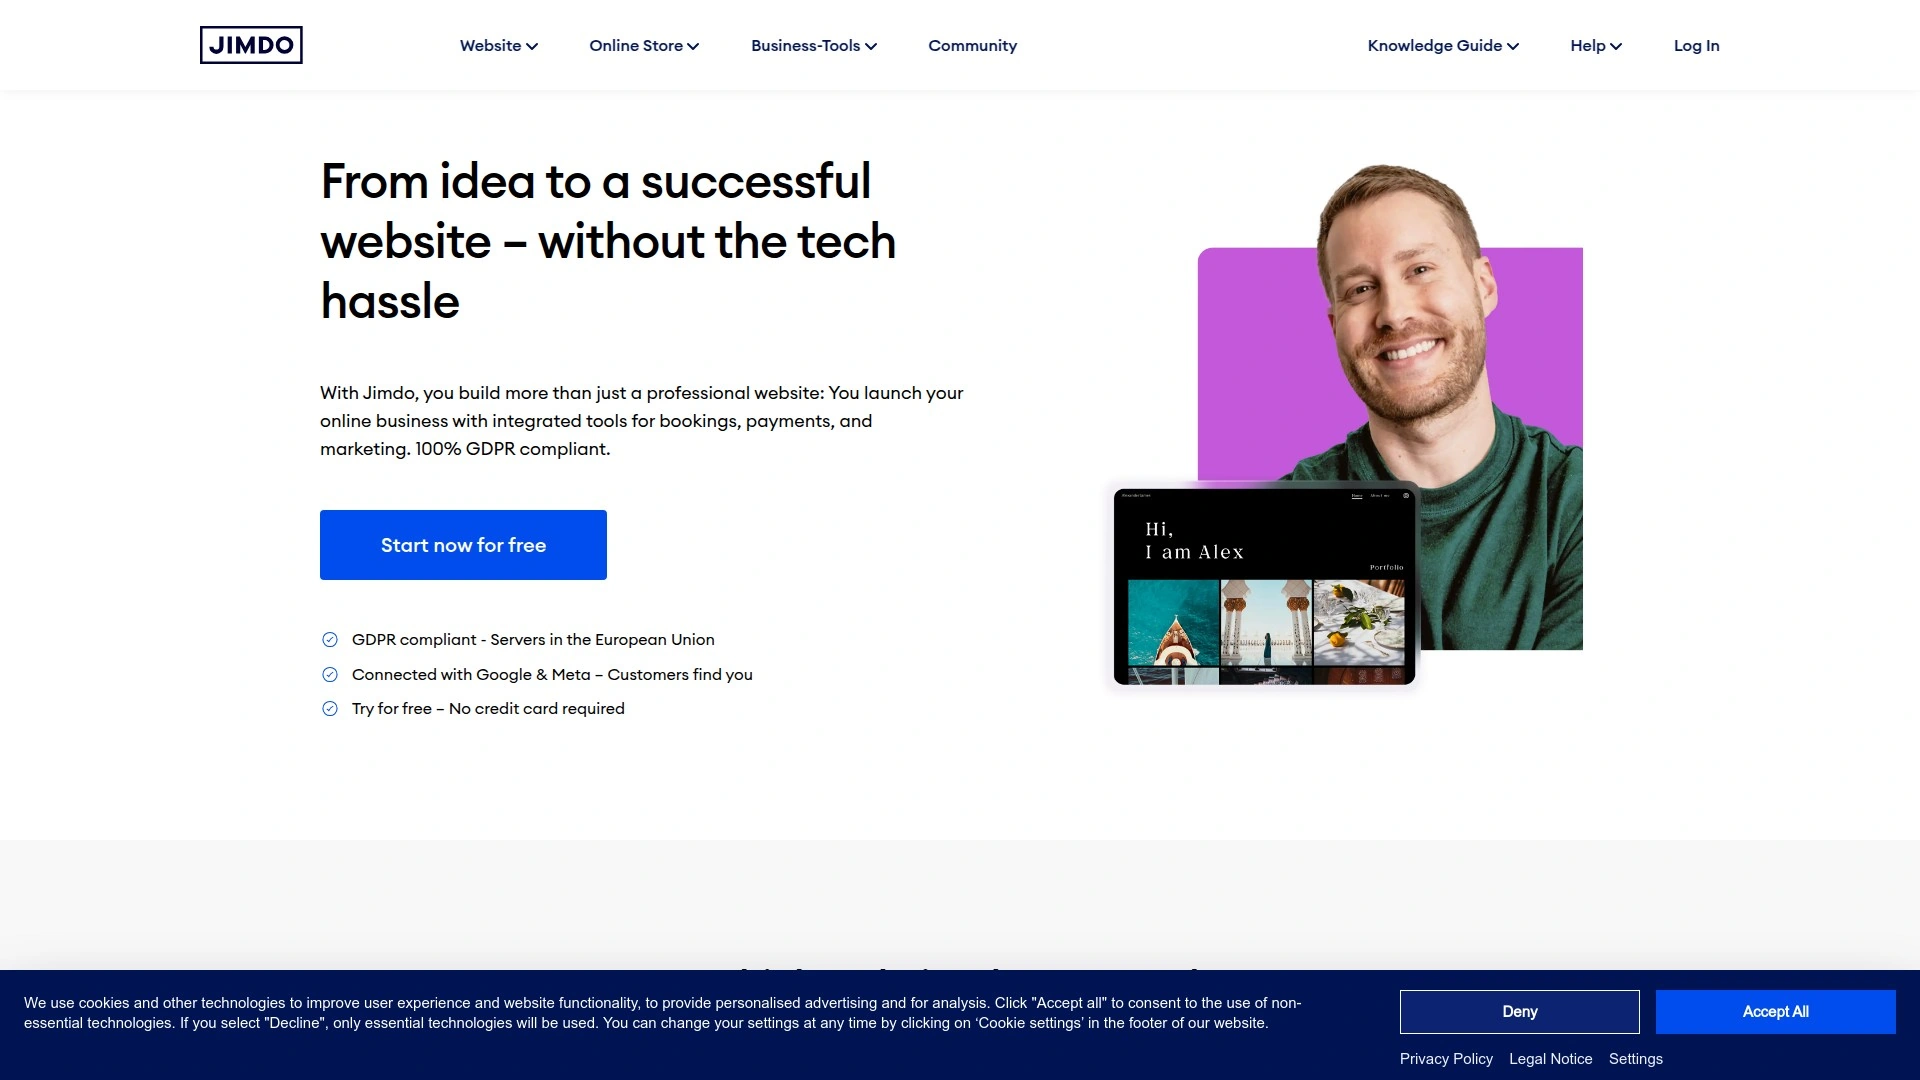 JIMDO
Website
Online Store
Business-Tools
Community
Knowledge Guide
Help
Log In
From idea to a successful
website – without the tech
hassle
With Jimdo, you build more than just a professional website: You launch your
online business with integrated tools for bookings, payments, and
marketing. 100% GDPR compliant.
Start now for free
GDPR compliant - Servers in the European Union
Connected with Google & Meta – Customers find you
Try for free – No credit card required
Hi,
I am Alex
Portfolio
We use cookies and other technologies to improve user experience and website functionality, to provide personalised advertising and for analysis. Click "Accept all" to consent to the use of non-
essential technologies. If you select "Decline", only essential technologies will be used. You can change your settings at any time by clicking on ‘Cookie settings’ in the footer of our website.
Deny
Accept All
Privacy Policy
Legal Notice
Settings